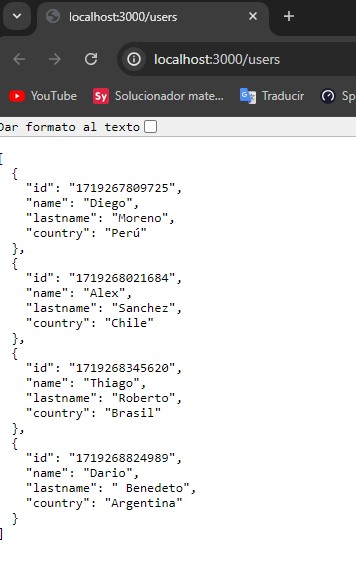 localhost:3000/users
localhost:3000/users
YouTube Sy Solucionador mate... Traducir Sp
Dar formato al texto
[
  {
    "id": "1719267809725",
    "name": "Diego",
    "lastname": "Moreno",
    "country": "Perú"
  },
  {
    "id": "1719268021684",
    "name": "Alex",
    "lastname": "Sanchez",
    "country": "Chile"
  },
  {
    "id": "1719268345620",
    "name": "Thiago",
    "lastname": "Roberto",
    "country": "Brasil"
  },
  {
    "id": "1719268824989",
    "name": "Dario",
    "lastname": " Benedeto",
    "country": "Argentina"
  }
]